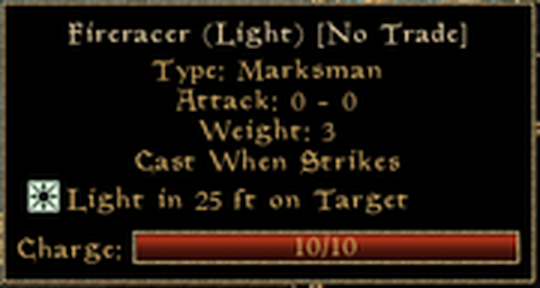 Fireracer (Light) [No Trade]
Type: Marksman
Attack: 0 - 0
Weight: 3
Cast When Strikes
Light in 25 ft on Target
Charge: 10/10